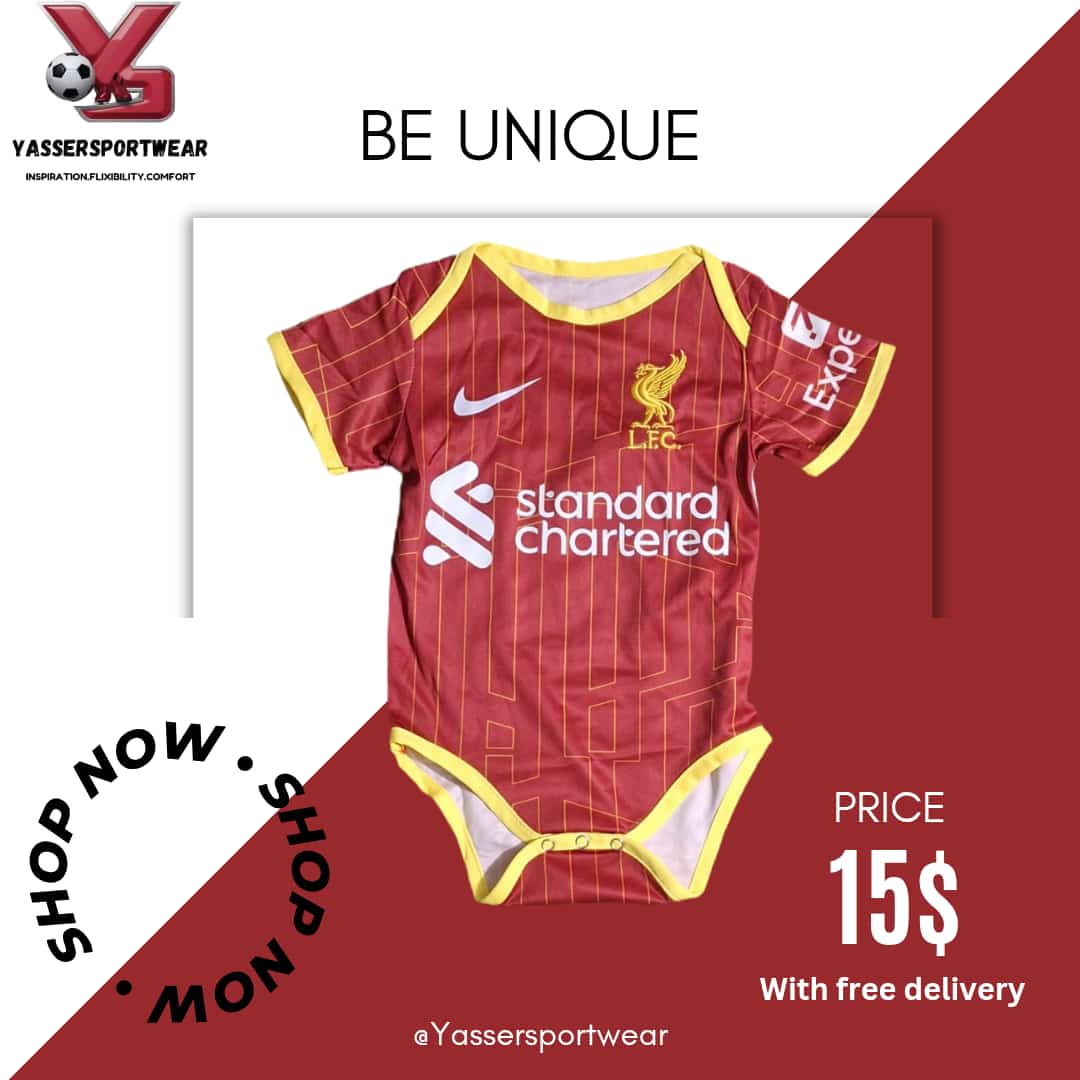 YASSERSPORTWEAR
INSPIRATION.FLIXIBILITY.COMFORT
BE UNIQUE
Expe
L.F.C.
standard
chartered
SHOP NOW • SHOP NOW •
PRICE
15$
With free delivery
@Yassersportwear